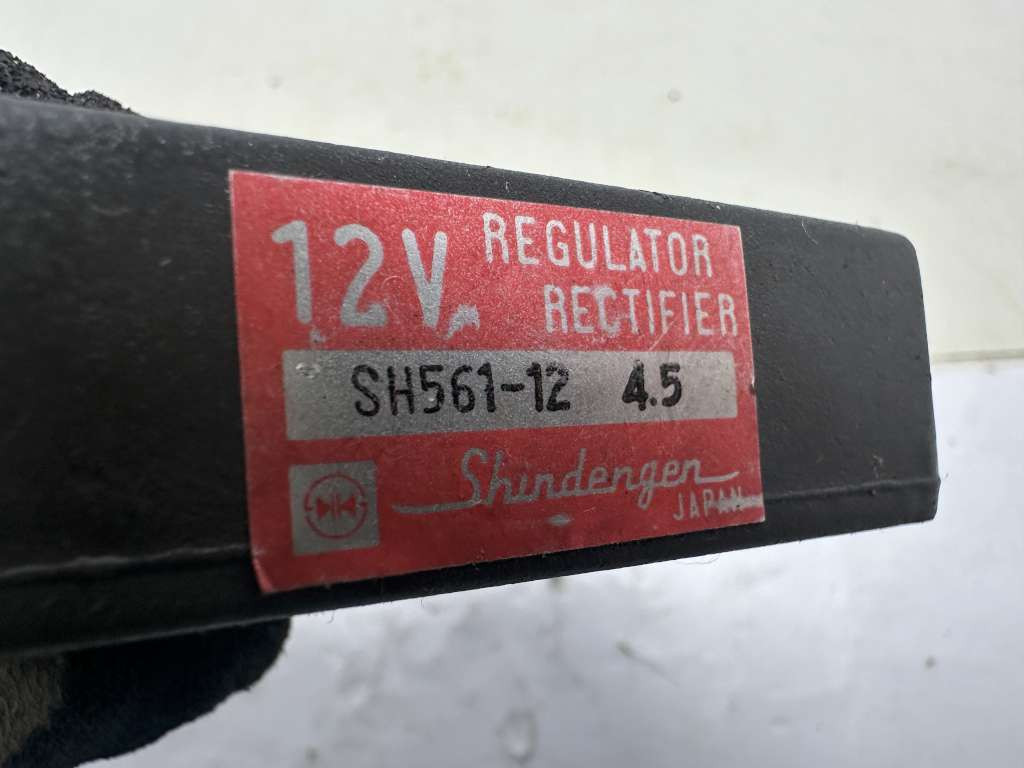 12V REGULATOR
RECTIFIER
SH561-12 4.5
Shindengen
JAPAN